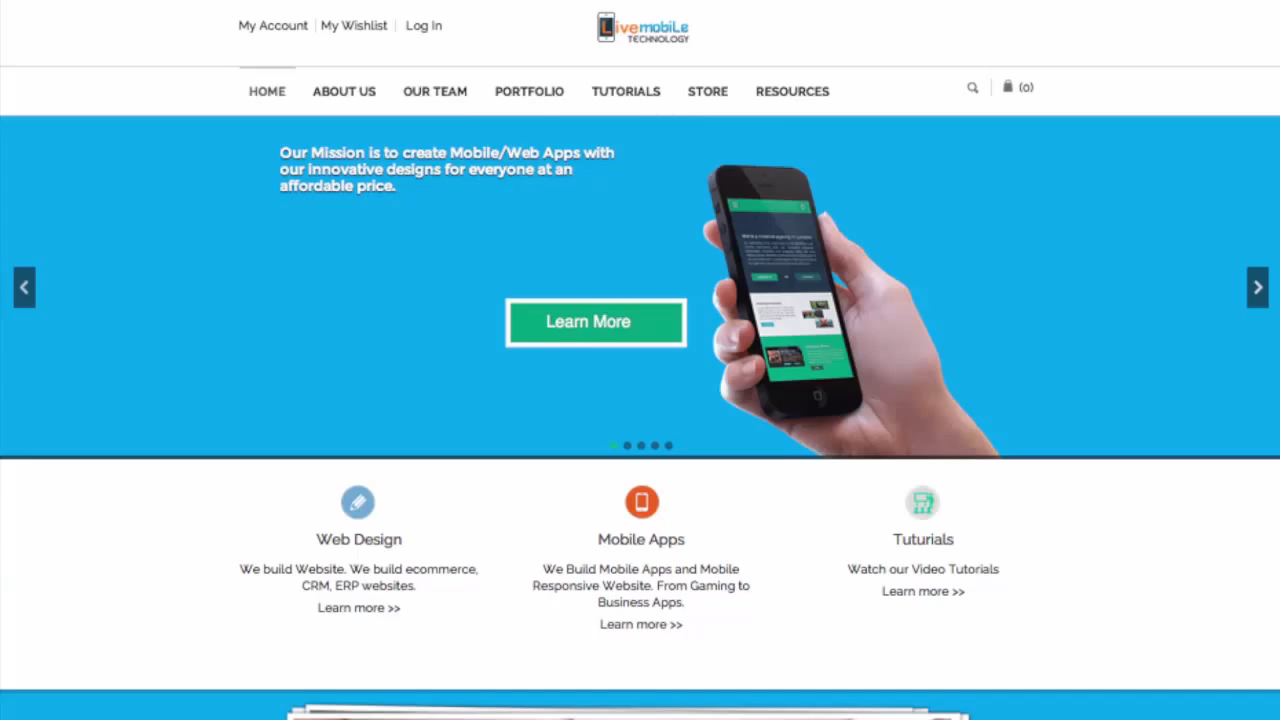 My Account My Wishlist Log In
Livemobile
TECHNOLOGY
HOME ABOUT US OUR TEAM PORTFOLIO TUTORIALS STORE RESOURCES (0)
Our Mission is to create Mobile/Web Apps with
our innovative designs for everyone at an
affordable price.
Learn More
Web Design
We build Website. We build ecommerce,
CRM, ERP websites.
Learn more >>
Mobile Apps
We Build Mobile Apps and Mobile
Responsive Website. From Gaming to
Business Apps.
Learn more >>
Tuturials
Watch our Video Tutorials
Learn more >>